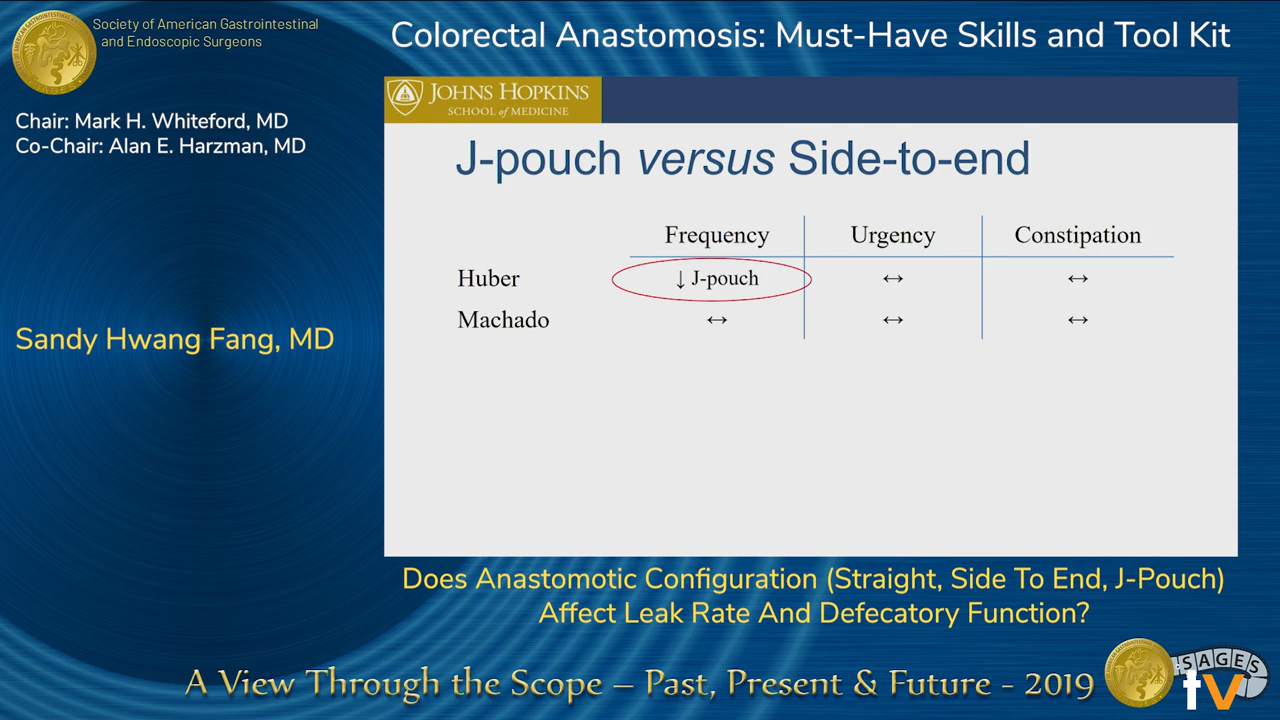 Society of American Gastrointestinal
and Endoscopic Surgeons
Colorectal Anastomosis: Must-Have Skills and Tool Kit
Chair: Mark H. Whiteford, MD
Co-Chair: Alan E. Harzman, MD
Sandy Hwang Fang, MD
JOHNS HOPKINS
SCHOOL of MEDICINE
J-pouch versus Side-to-end
Frequency Urgency Constipation
Huber ↓ J-pouch ↔ ↔
Machado ↔ ↔ ↔
Does Anastomotic Configuration (Straight, Side To End, J-Pouch)
Affect Leak Rate And Defecatory Function?
A View Through the Scope – Past, Present & Future - 2019
SAGES
tv